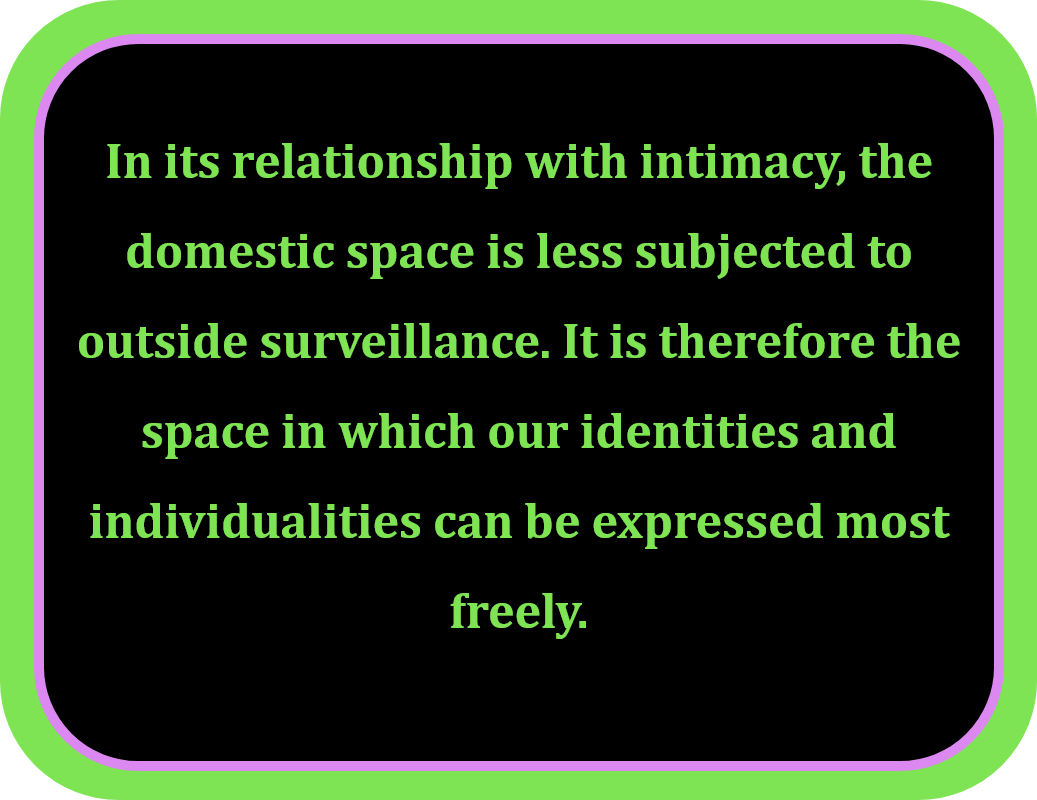 In its relationship with intimacy, the
domestic space is less subjected to
outside surveillance. It is therefore the
space in which our identities and
individualities can be expressed most
freely.